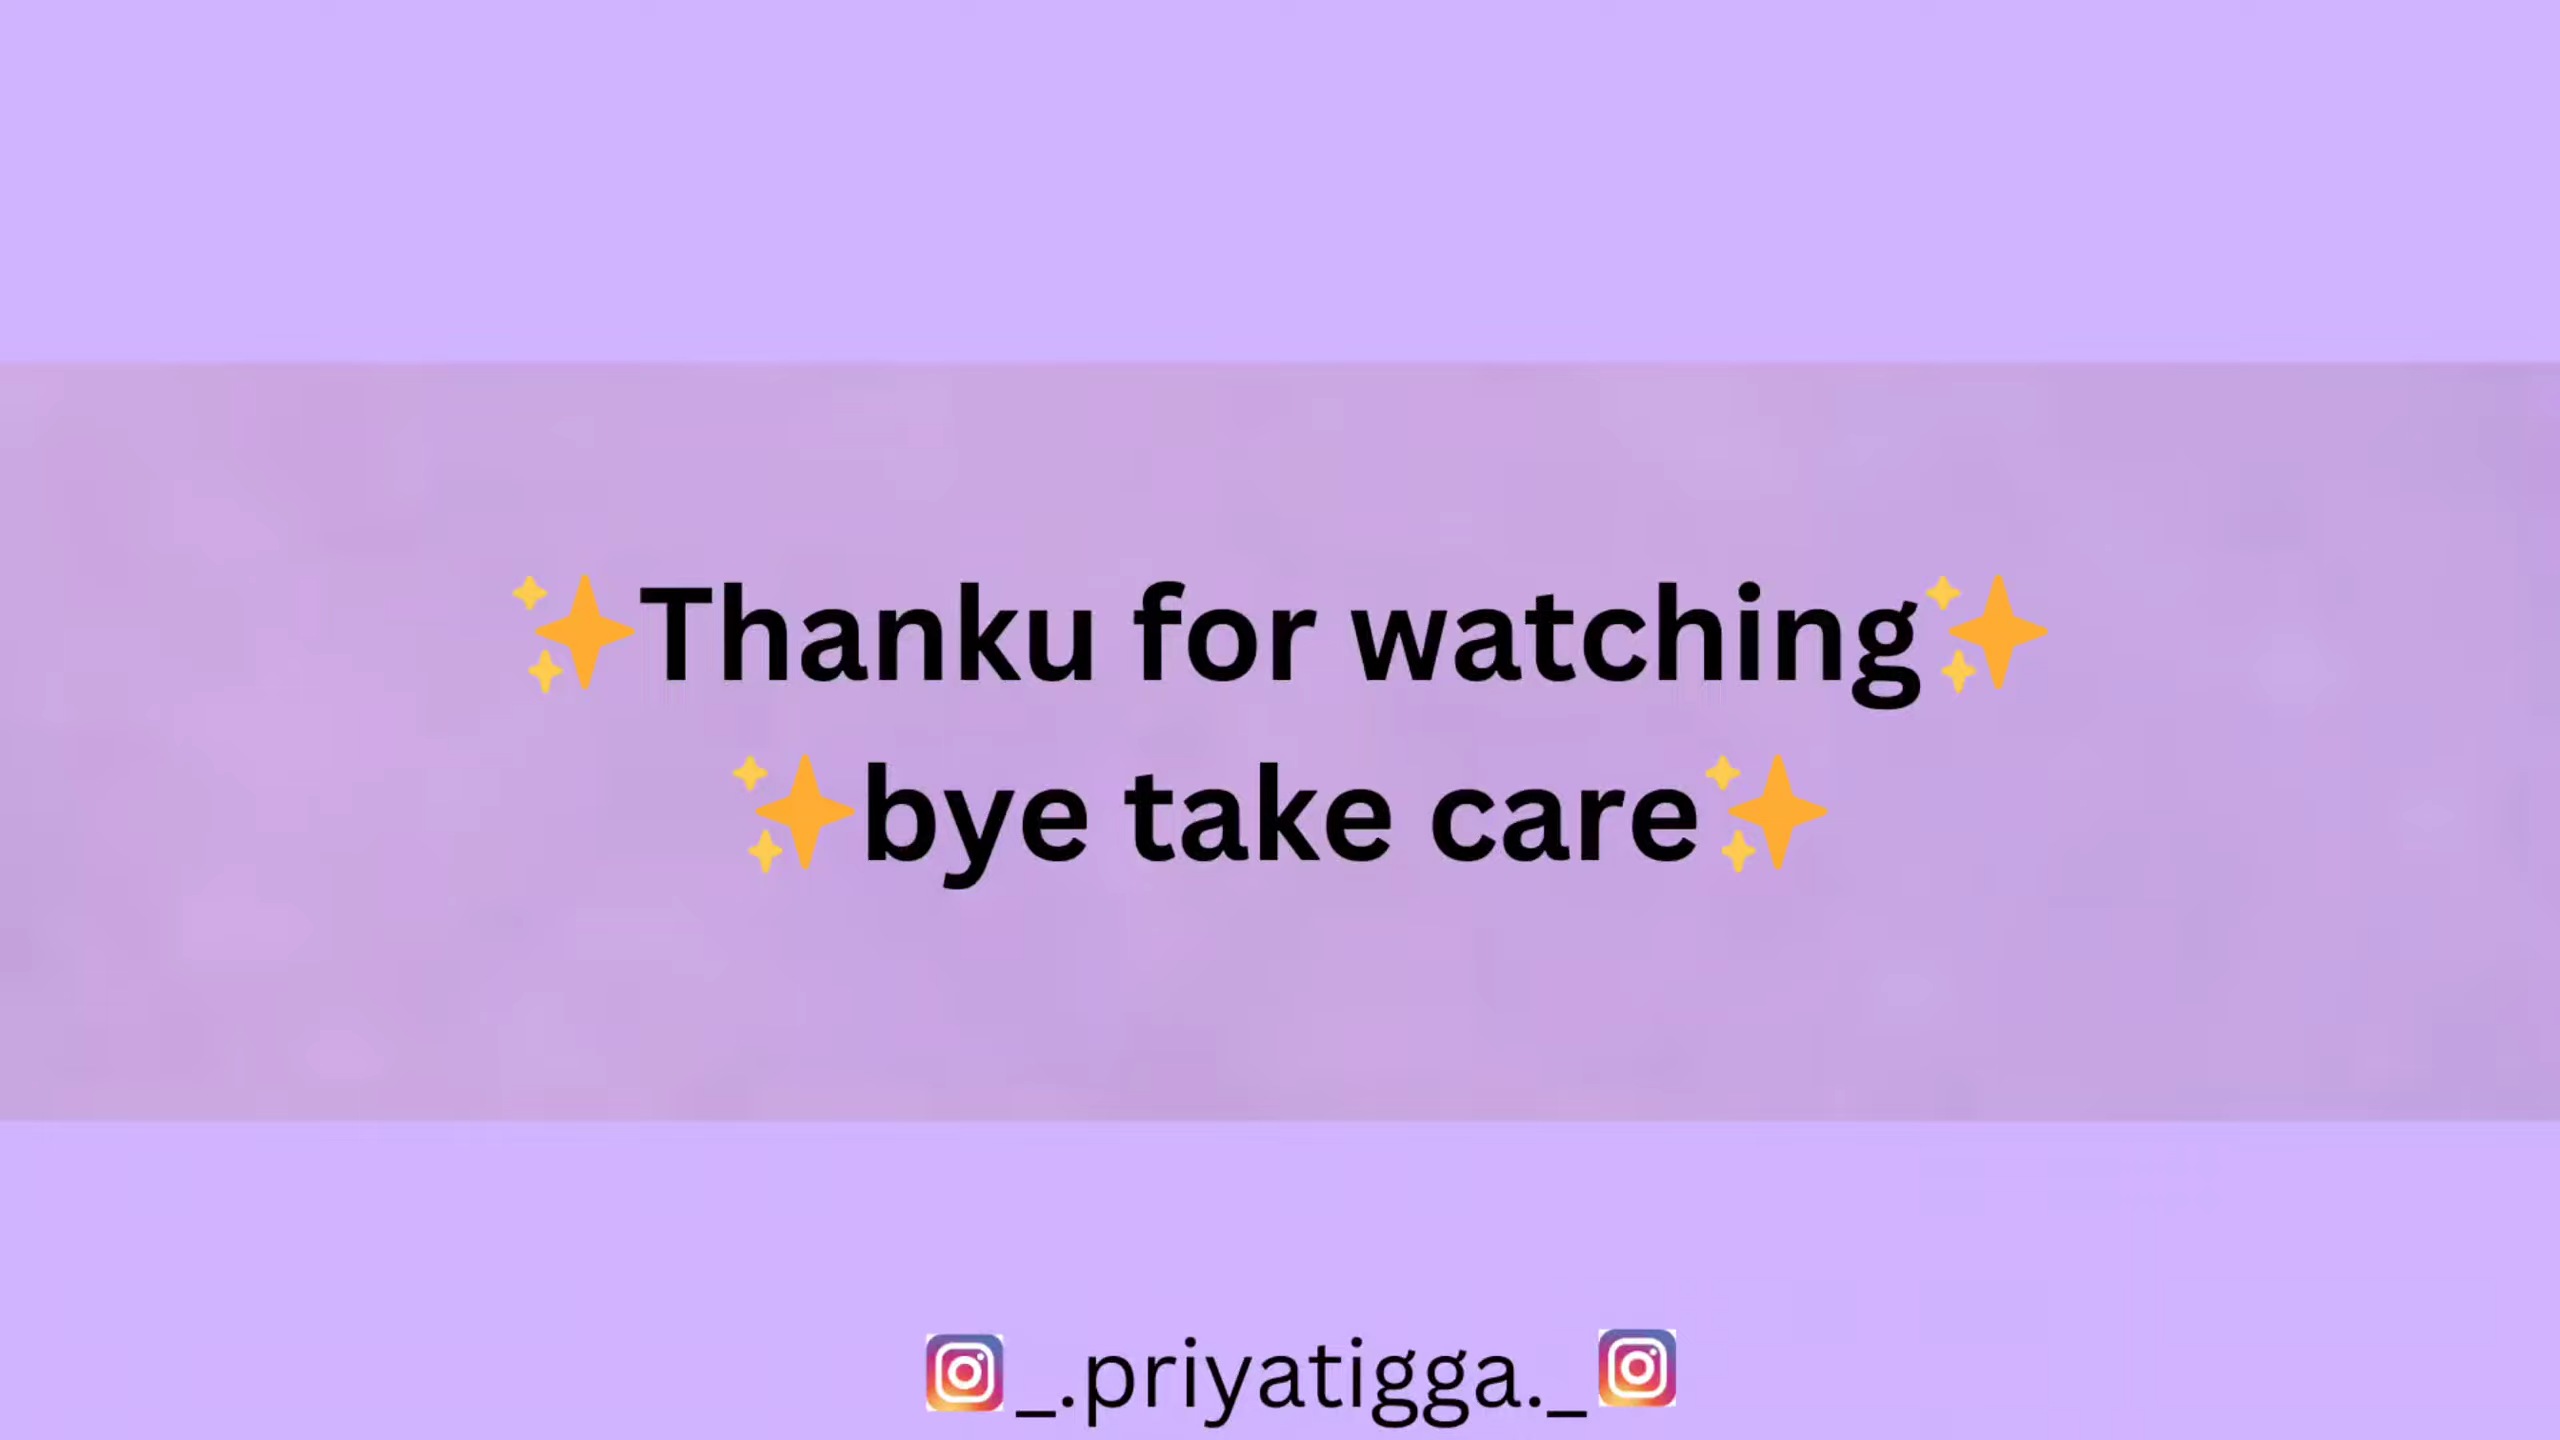 ✨Thanku for watching✨
✨bye take care✨
_.priyatigga._